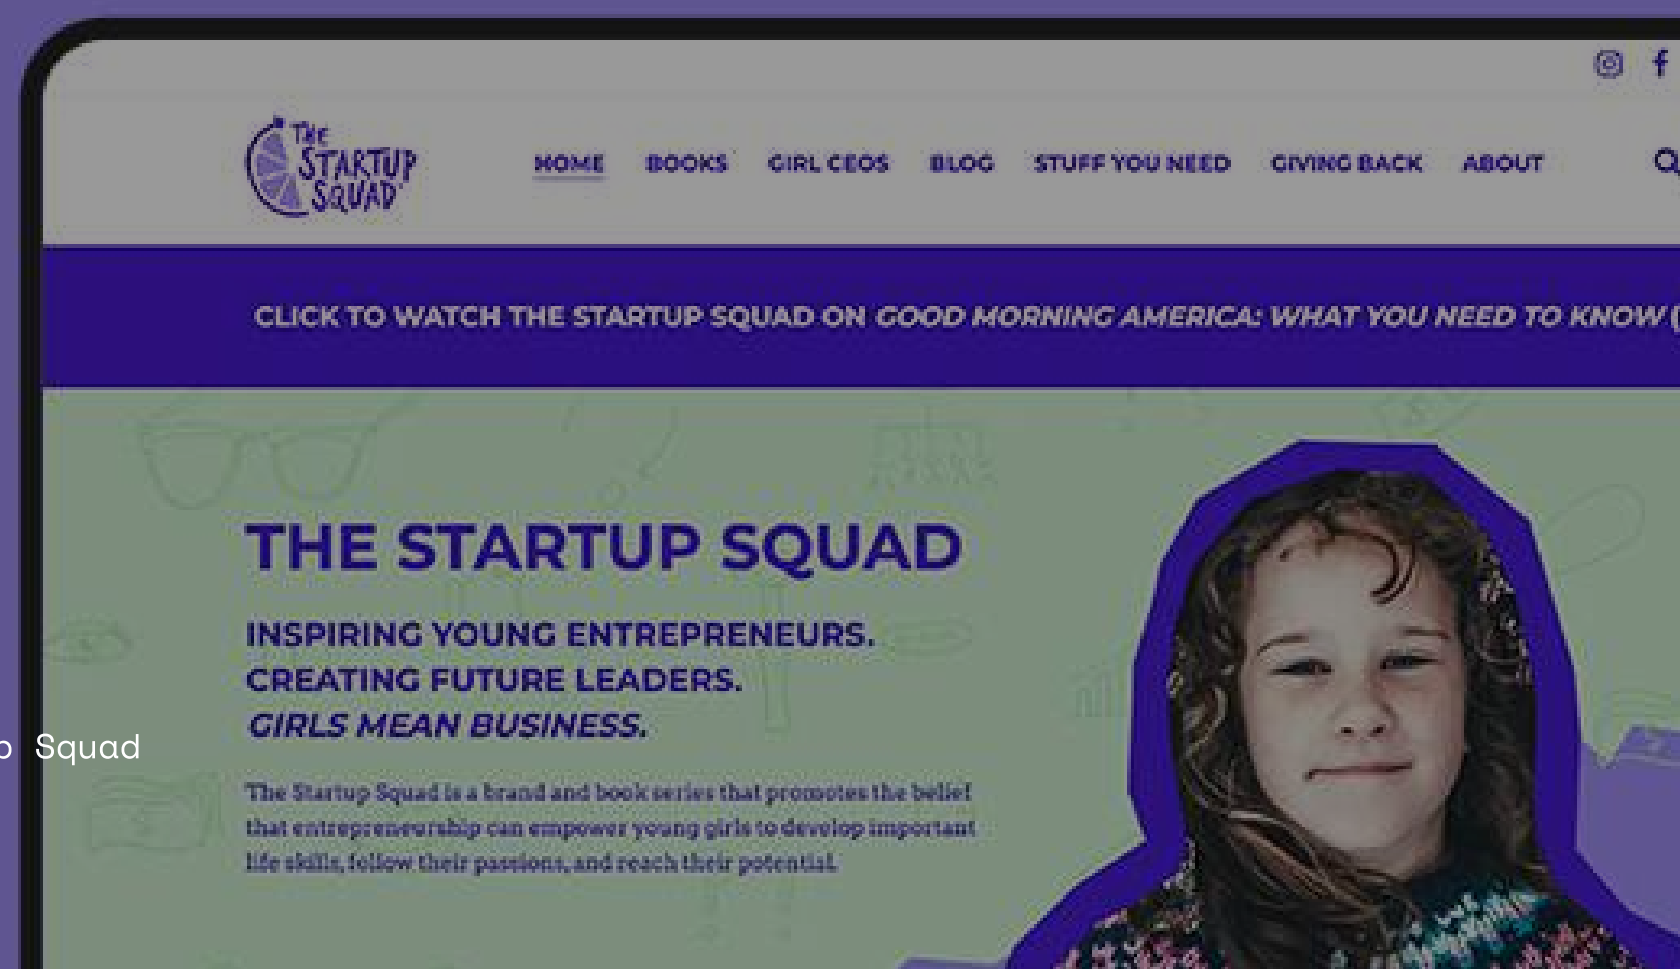 THE
STARTUP
SQUAD
HOME BOOKS GIRL CEOS BLOG STUFF YOU NEED GIVING BACK ABOUT
CLICK TO WATCH THE STARTUP SQUAD ON GOOD MORNING AMERICA: WHAT YOU NEED TO KNOW (
THE STARTUP SQUAD
INSPIRING YOUNG ENTREPRENEURS.
CREATING FUTURE LEADERS.
GIRLS MEAN BUSINESS.
p Squad
The Startup Squad is a brand and book series that promotes the belief
that entrepreneurship can empower young girls to develop important
life skills, follow their passions, and reach their potential.